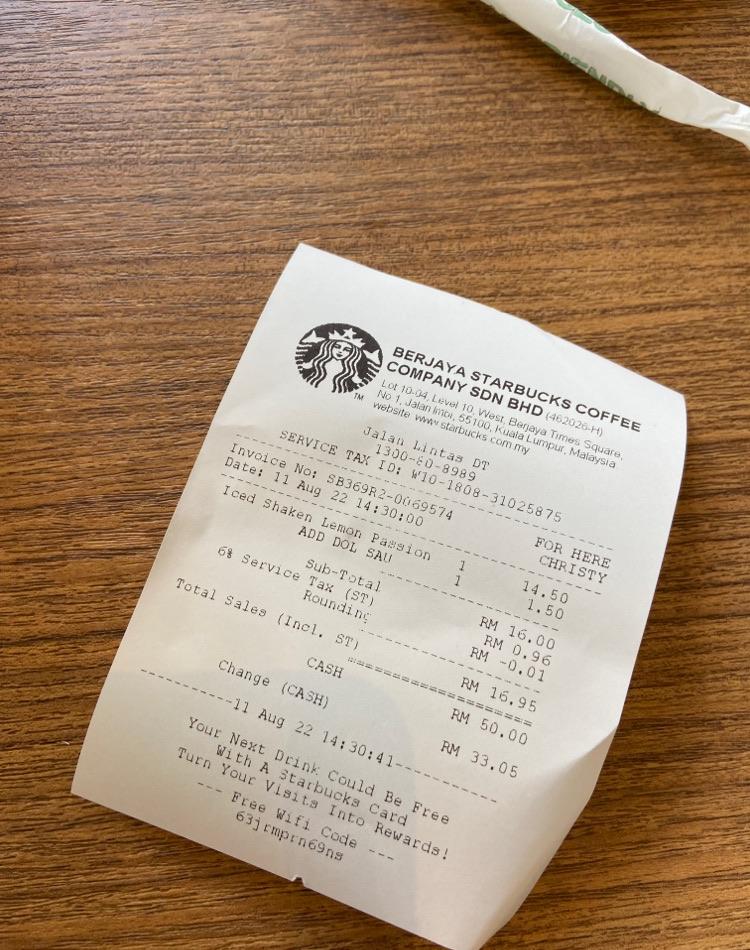 IENDLY
BERJAYA STARBUCKS COFFEE
COMPANY SDN BHD (462026-H)
Lot 10-04, Level 10, West, Berjaya Times Square,
No 1, Jalan Imbi, 55100, Kuala Lumpur, Malaysia
website www.starbucks.com.my
TM
Jalan Lintas DT
1300-80-8989
SERVICE TAX ID: W10-1808-31025875
Invoice No: SB369R2-0069574
Date: 11 Aug 22 14:30:00
FOR HERE
CHRISTY
Iced Shaken Lemon Passion 1 14.50
ADD DOL SAU 1 1.50
Sub-Total RM 16.00
6% Service Tax (ST) RM 0.96
Rounding RM -0.01
Total Sales (Incl. ST) RM 16.95
CASH RM 50.00
Change (CASH) RM 33.05
11 Aug 22 14:30:41
Your Next Drink Could Be Free
With A Starbucks Card
Turn Your Visits Into Rewards!
--- Free Wifi Code ---
63jrmprn69ns